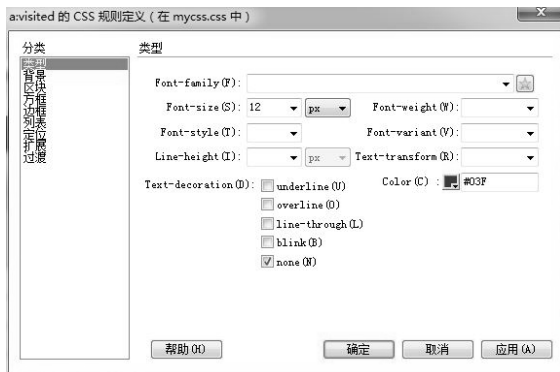 a:visited 的 CSS 规则定义 ( 在 mycss.css 中 )
分类
类型
背景
区块
方框
边框
列表
定位
扩展
过渡
类型
Font-family(F):
Font-size(S): 12 px Font-weight(W):
Font-style(T): Font-variant(V):
Line-height(I): px Text-transform(R):
Text-decoration(D): underline(U) Color(C) : #03F
overline(O)
line-through(L)
blink(B)
none(N)
帮助(H) 确定 取消 应用(A)